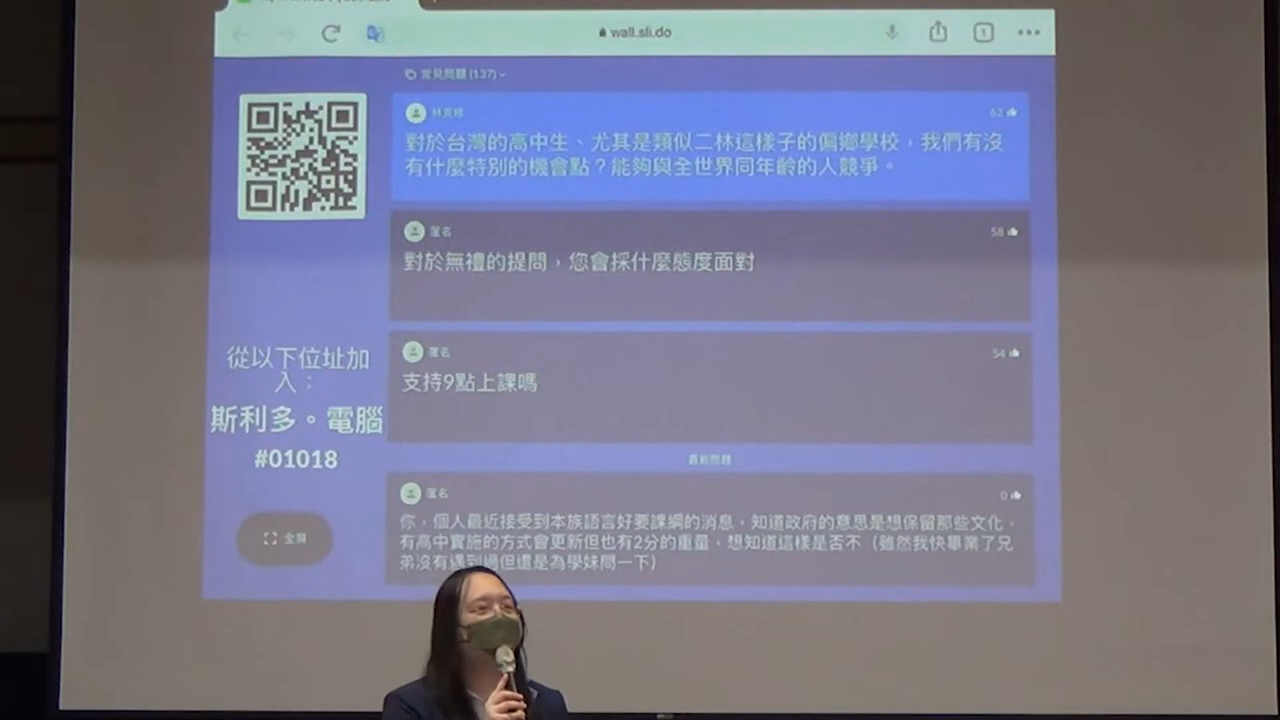 wall.sli.do
常見問題 (137)
62
對於台灣的高中生、尤其是類似二林這樣子的偏鄉學校，我們有沒
有什麼特別的機會點？能夠與全世界同年齡的人競爭。
匿名
58
對於無禮的提問，您會採什麼態度面對
匿名
54
支持9點上課嗎
從以下位址加
入：
斯利多。電腦
#01018
全屏
最新問題
匿名
0
你，個人最近接受到本族語言好要課綱的消息，知道政府的意思是想保留那些文化，
有高中實施的方式會更新但也有2分的重量，想知道這樣是否不（雖然我快畢業了兄
弟沒有遇到過但還是為學妹問一下）